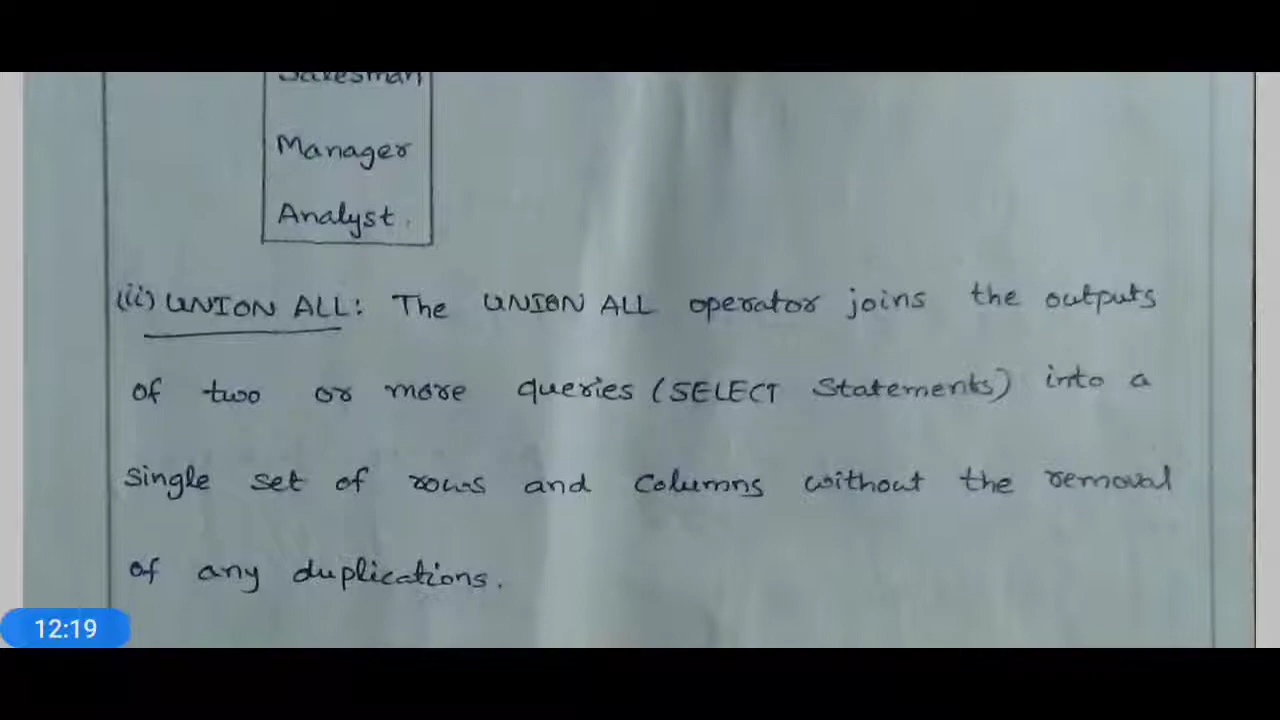 Salesman
Manager
Analyst.
(ii) UNION ALL: The UNION ALL operator joins the outputs
of two or more queries (SELECT Statements) into a
single set of rows and columns without the removal
of any duplications.
12:19